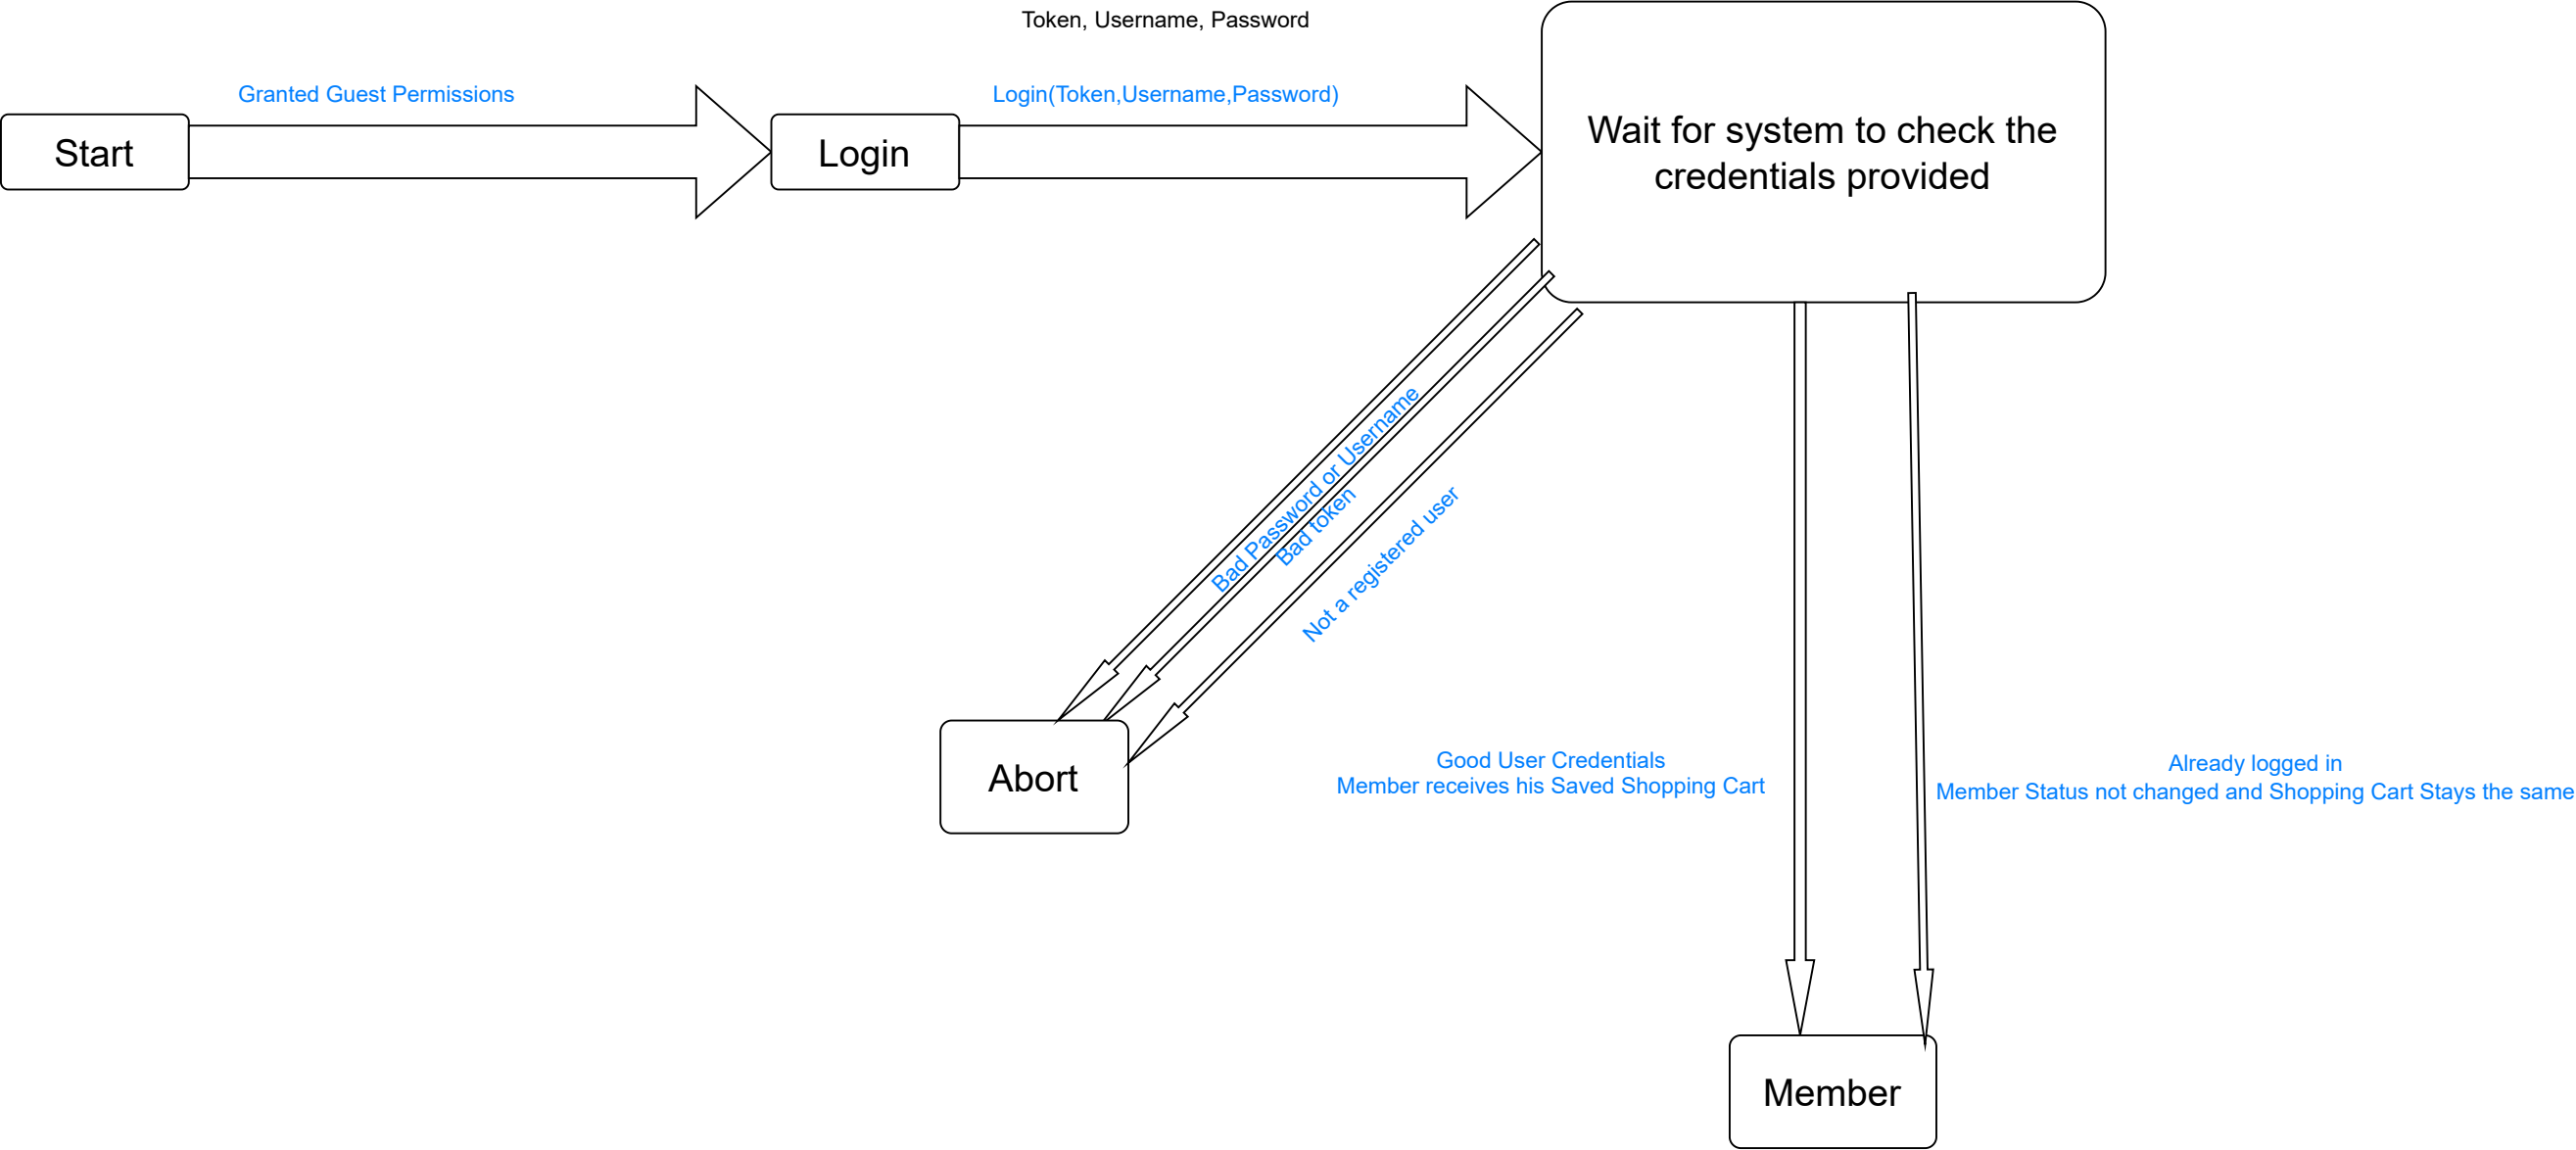 Token, Username, Password
Granted Guest Permissions
Login(Token,Username,Password)
Start
Login
Wait for system to check the
credentials provided
Bad Password or Username
Bad token
Not a registered user
Abort
Good User Credentials
Member receives his Saved Shopping Cart
Already logged in
Member Status not changed and Shopping Cart Stays the same
Member